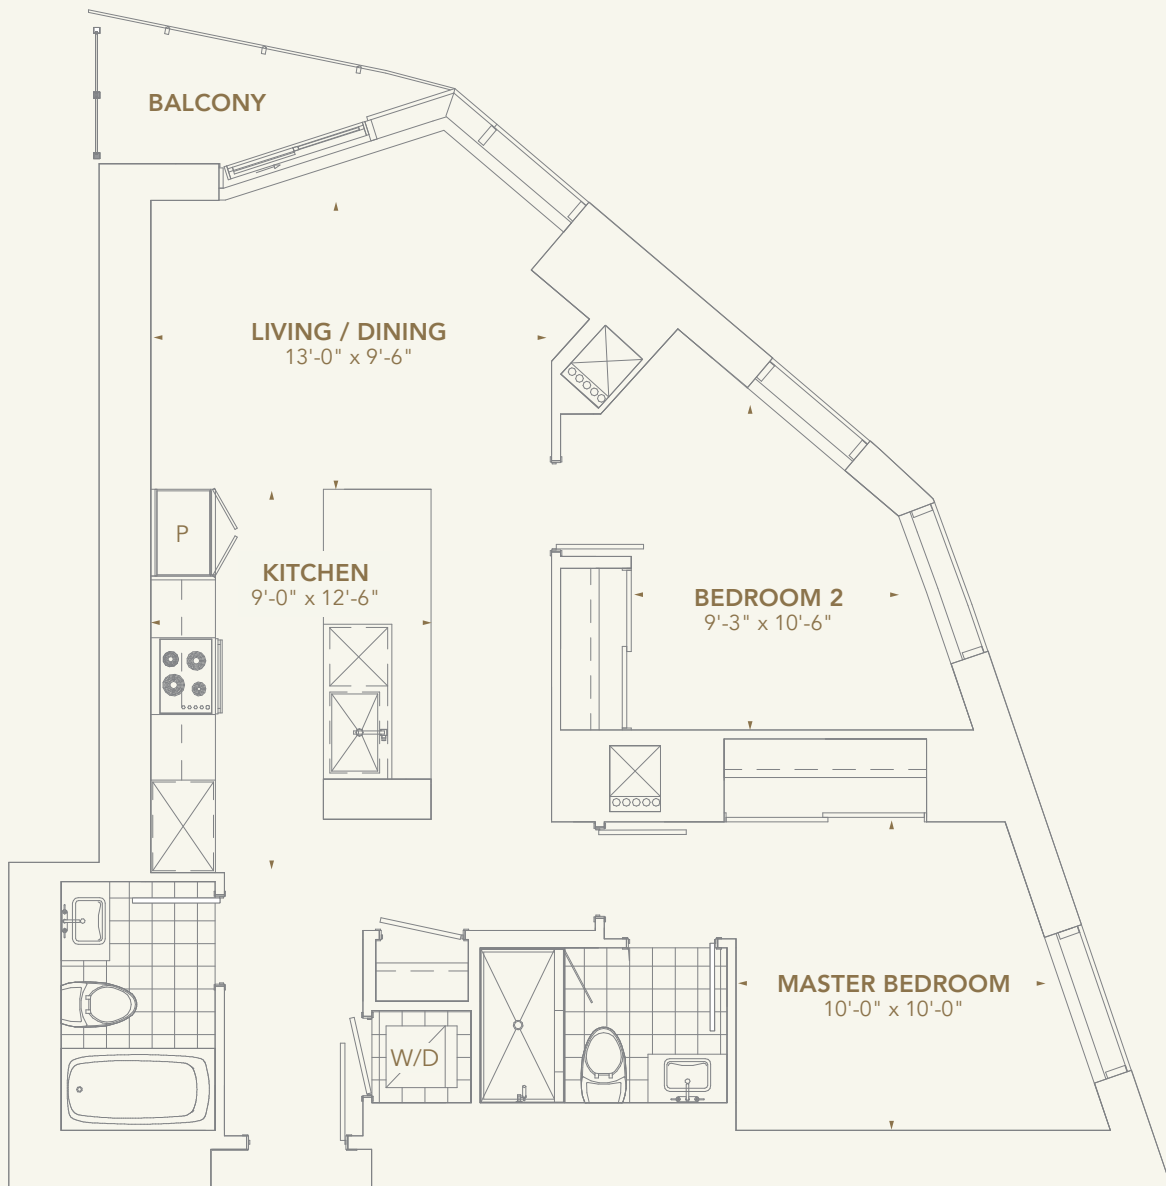 BALCONY
LIVING / DINING
13'-0" x 9'-6"
P
KITCHEN
9'-0" x 12'-6"
BEDROOM 2
9'-3" x 10'-6"
MASTER BEDROOM
10'-0" x 10'-0"
W/D